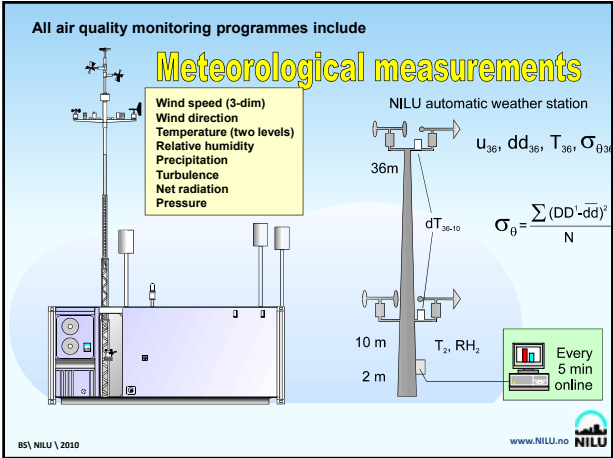 All air quality monitoring programmes include
Meteorological measurements
Wind speed (3-dim)
Wind direction
Temperature (two levels)
Relative humidity
Precipitation
Turbulence
Net radiation
Pressure
NILU automatic weather station
u₃₆, dd₃₆, T₃₆, σθ36
36m
dT₃₆₋₁₀
σθ = ∑ (DD¹-d̅d̅)² / N
10 m
T₂, RH₂
2 m
Every
5 min
online
BS\ NILU \ 2010
www.NILU.no
NILU